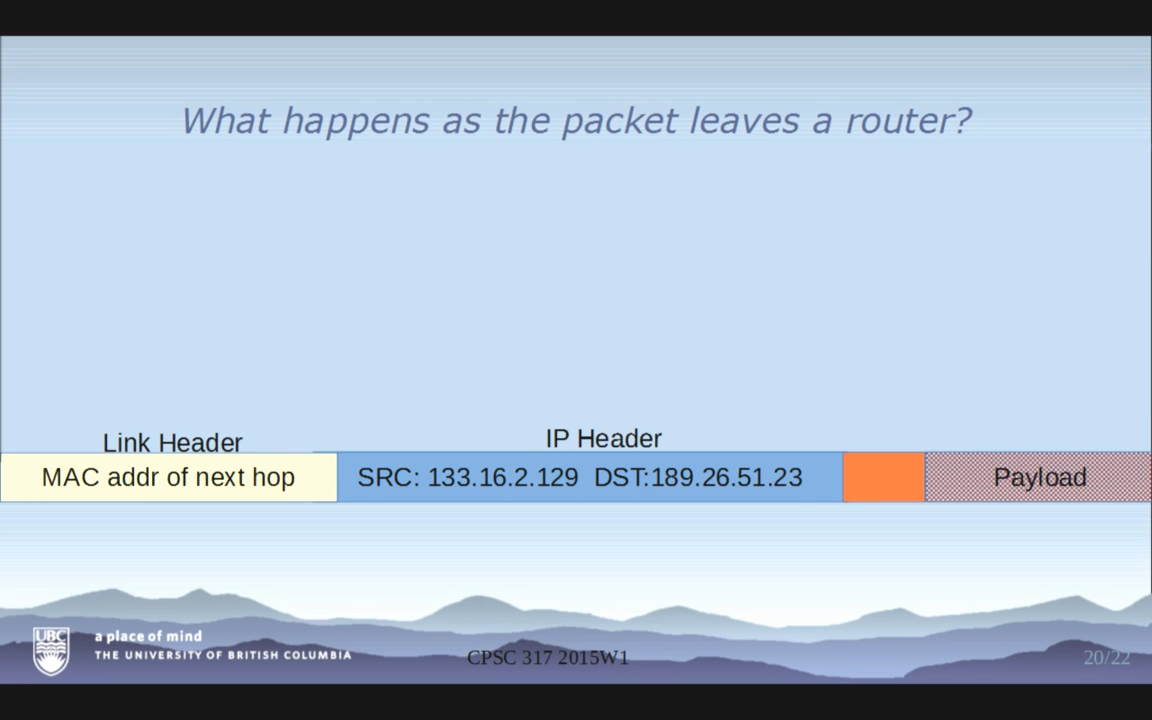 What happens as the packet leaves a router?
Link Header
IP Header
MAC addr of next hop
SRC: 133.16.2.129 DST:189.26.51.23
Payload
UBC
a place of mind
THE UNIVERSITY OF BRITISH COLUMBIA
CPSC 317 2015W1
20/22